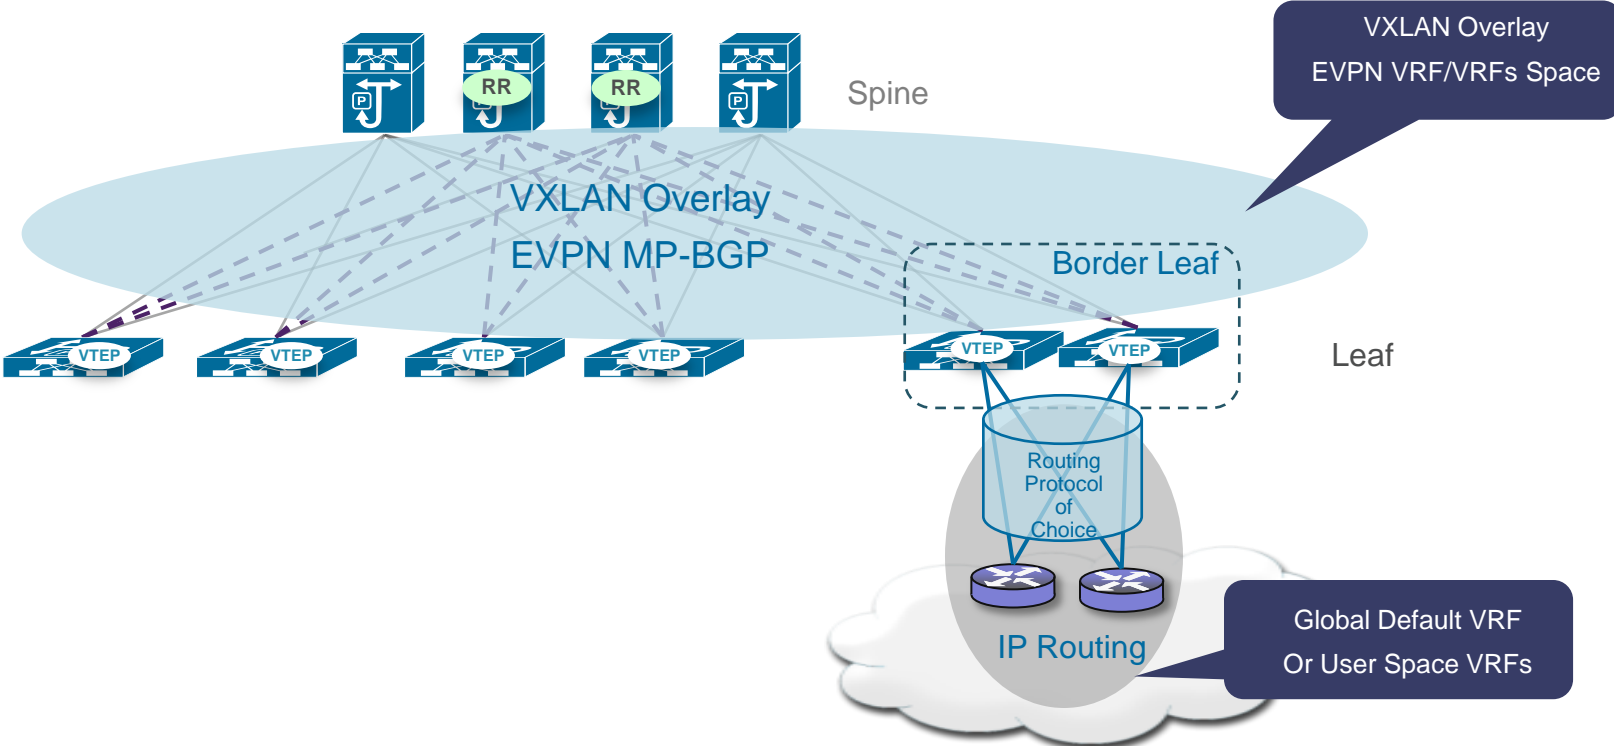 VXLAN Overlay
EVPN VRF/VRFs Space
RR
RR
P
P
Spine
VXLAN Overlay
EVPN MP-BGP
Border Leaf
VTEP
VTEP
VTEP
VTEP
VTEP
VTEP
Leaf
Routing
Protocol
of
Choice
IP Routing
Global Default VRF
Or User Space VRFs